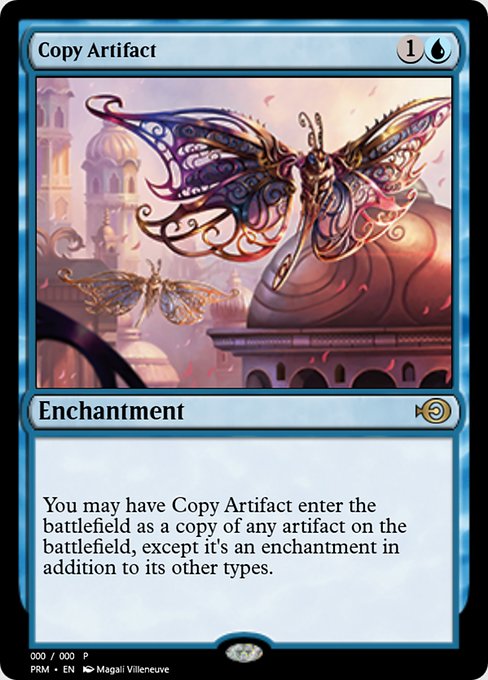 Copy Artifact 1
Enchantment
You may have Copy Artifact enter the
battlefield as a copy of any artifact on the
battlefield, except it's an enchantment in
addition to its other types.
000 / 000 P
PRM • EN Magali Villeneuve